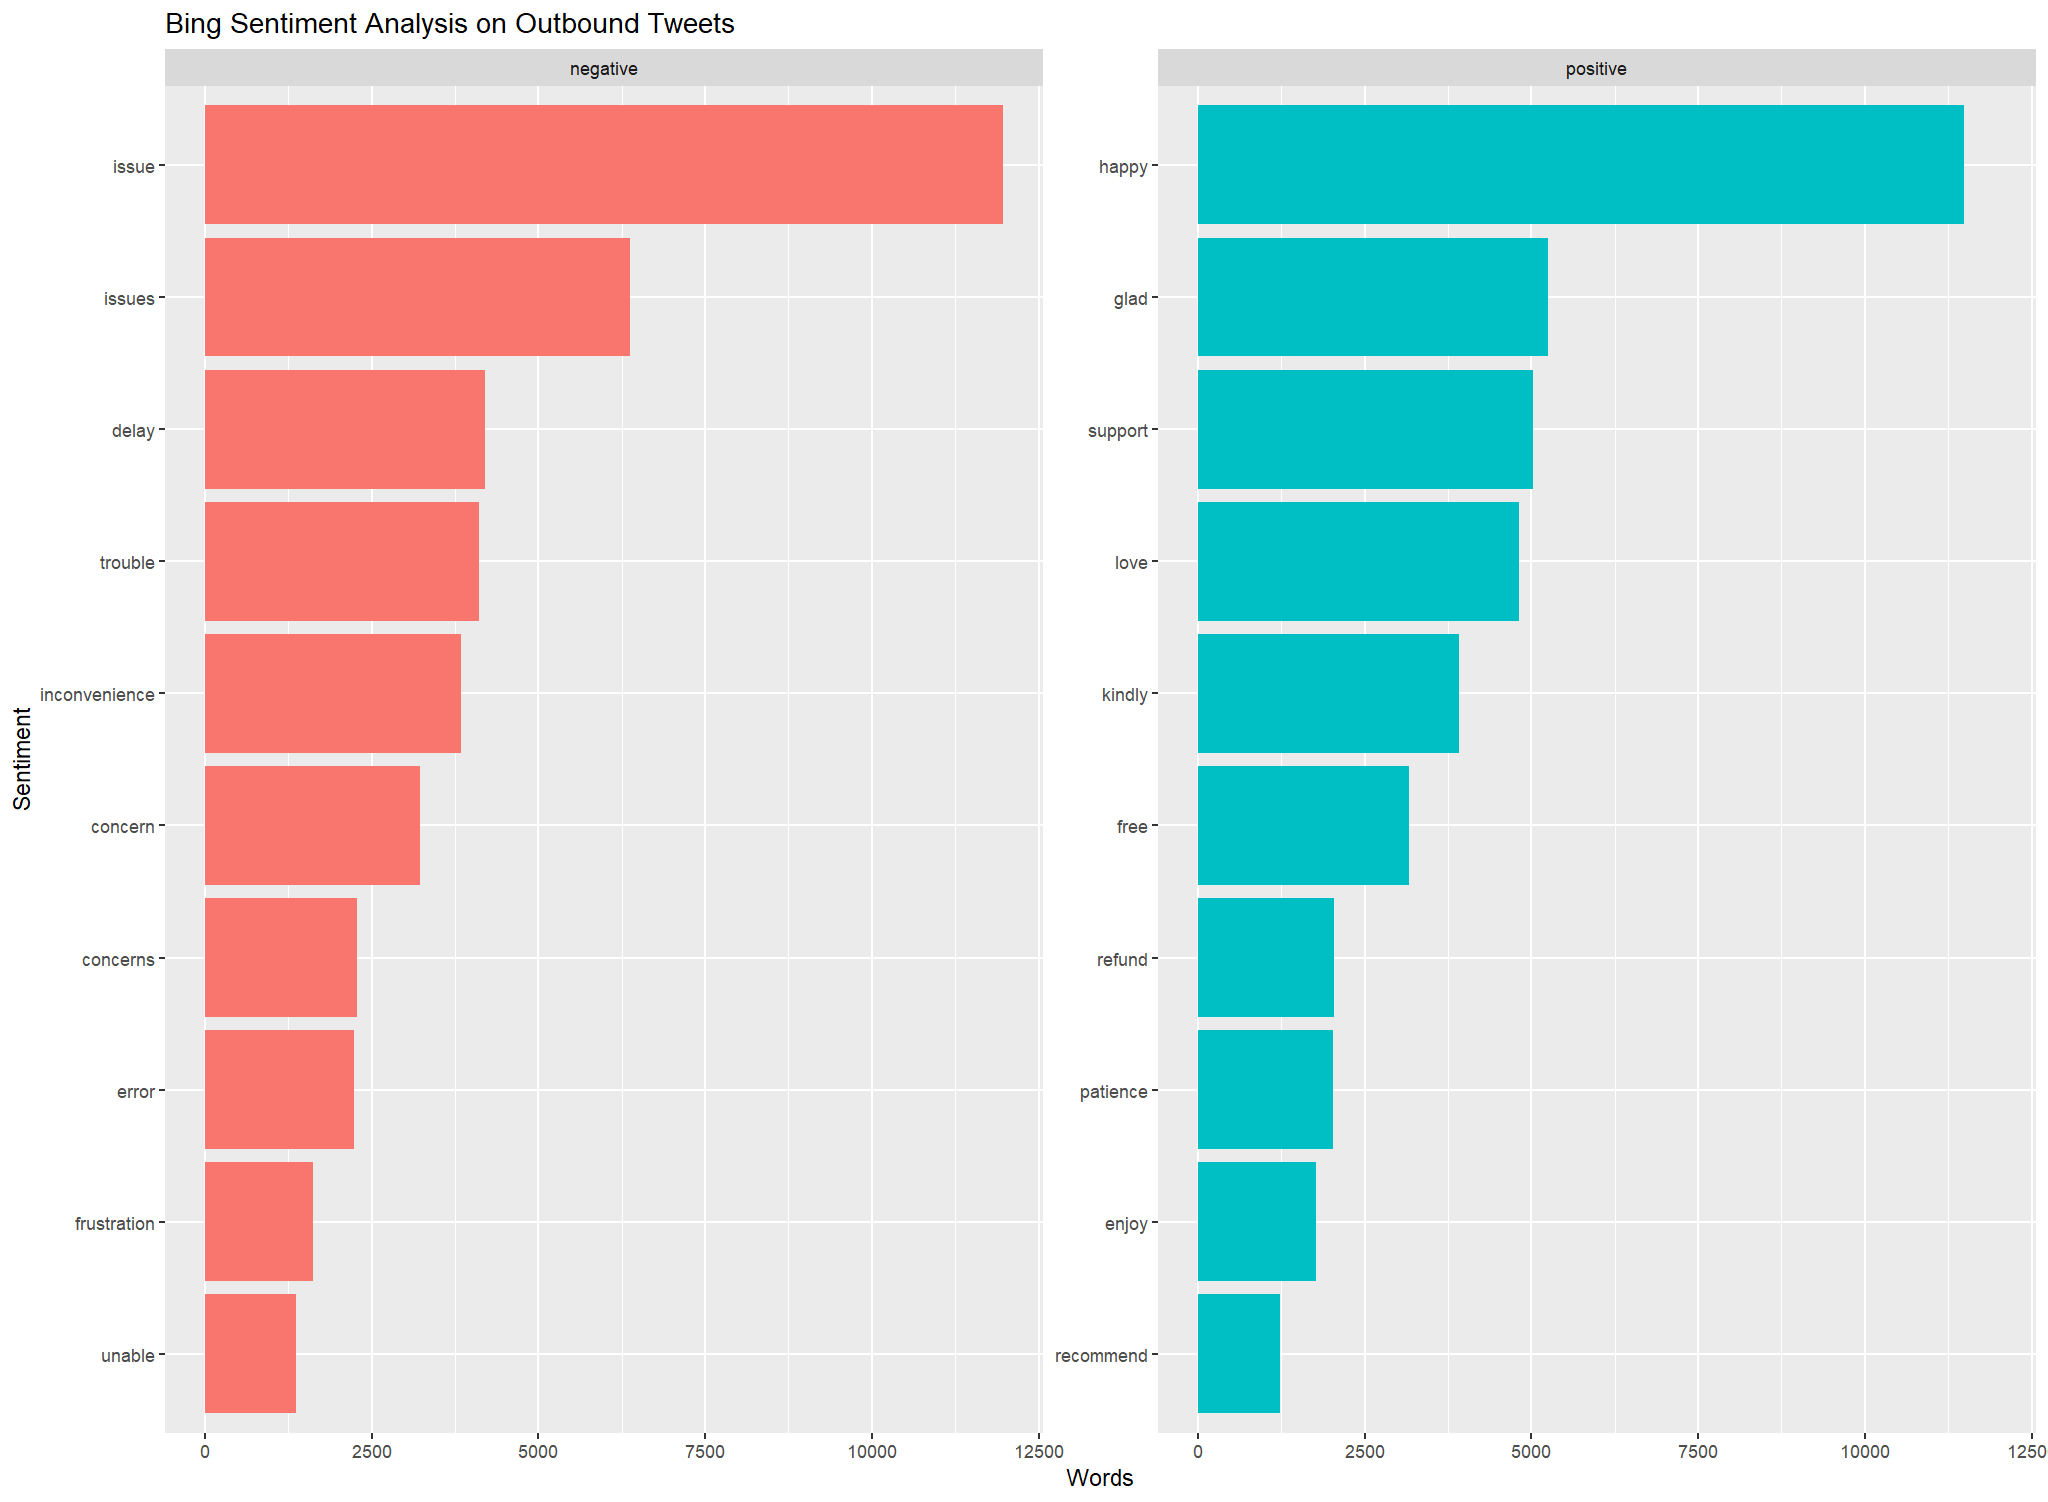 Bing Sentiment Analysis on Outbound Tweets
negative
positive
Sentiment
issue
issues
delay
trouble
inconvenience
concern
concerns
error
frustration
unable
happy
glad
support
love
kindly
free
refund
patience
enjoy
recommend
0 2500 5000 7500 10000 12500
0 2500 5000 7500 10000 1250
Words